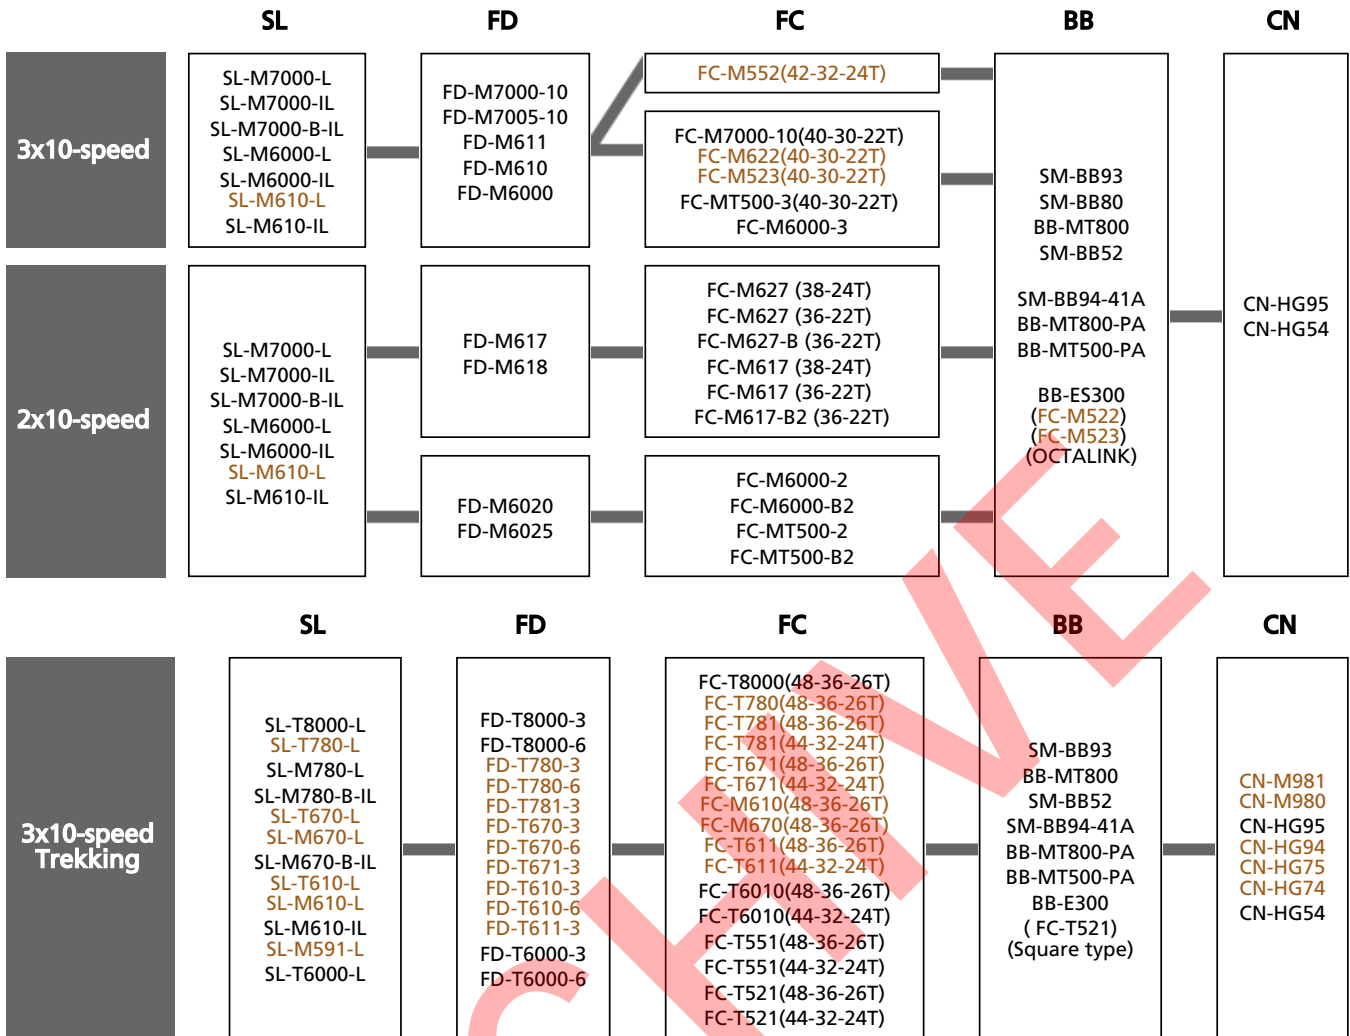 SL FD FC BB CN
3x10-speed
SL-M7000-L
SL-M7000-IL
SL-M7000-B-IL
SL-M6000-L
SL-M6000-IL
SL-M610-L
SL-M610-IL
FD-M7000-10
FD-M7005-10
FD-M611
FD-M610
FD-M6000
FC-M552(42-32-24T)
FC-M7000-10(40-30-22T)
FC-M622(40-30-22T)
FC-M523(40-30-22T)
FC-MT500-3(40-30-22T)
FC-M6000-3
2x10-speed
SL-M7000-L
SL-M7000-IL
SL-M7000-B-IL
SL-M6000-L
SL-M6000-IL
SL-M610-L
SL-M610-IL
FD-M617
FD-M618
FC-M627 (38-24T)
FC-M627 (36-22T)
FC-M627-B (36-22T)
FC-M617 (38-24T)
FC-M617 (36-22T)
FC-M617-B2 (36-22T)
FD-M6020
FD-M6025
FC-M6000-2
FC-M6000-B2
FC-MT500-2
FC-MT500-B2
SM-BB93
SM-BB80
BB-MT800
SM-BB52
SM-BB94-41A
BB-MT800-PA
BB-MT500-PA
BB-ES300
(FC-M522)
(FC-M523)
(OCTALINK)
CN-HG95
CN-HG54
SL FD FC BB CN
3x10-speed
Trekking
SL-T8000-L
SL-T780-L
SL-M780-L
SL-M780-B-IL
SL-T670-L
SL-M670-L
SL-M670-B-IL
SL-T610-L
SL-M610-L
SL-M610-IL
SL-M591-L
SL-T6000-L
FD-T8000-3
FD-T8000-6
FD-T780-3
FD-T780-6
FD-T781-3
FD-T670-3
FD-T670-6
FD-T671-3
FD-T610-3
FD-T610-6
FD-T611-3
FD-T6000-3
FD-T6000-6
FC-T8000(48-36-26T)
FC-T780(48-36-26T)
FC-T781(48-36-26T)
FC-T781(44-32-24T)
FC-T671(48-36-26T)
FC-T671(44-32-24T)
FC-M610(48-36-26T)
FC-M670(48-36-26T)
FC-T611(48-36-26T)
FC-T611(44-32-24T)
FC-T6010(48-36-26T)
FC-T6010(44-32-24T)
FC-T551(48-36-26T)
FC-T551(44-32-24T)
FC-T521(48-36-26T)
FC-T521(44-32-24T)
SM-BB93
BB-MT800
SM-BB52
SM-BB94-41A
BB-MT800-PA
BB-MT500-PA
BB-E300
( FC-T521)
(Square type)
CN-M981
CN-M980
CN-HG95
CN-HG94
CN-HG75
CN-HG74
CN-HG54
CHIVE